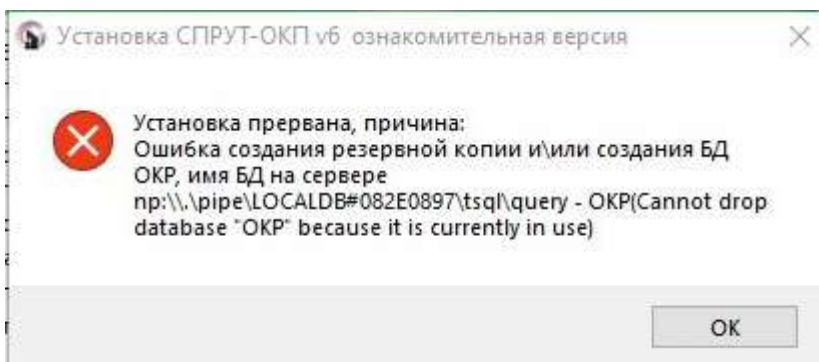 Установка СПРУТ-ОКП v6 ознакомительная версия
Установка прервана, причина:
Ошибка создания резервной копии и\или создания БД
ОКР, имя БД на сервере
np:\\.\pipe\LOCALDB#082E0897\tsql\query - OKP(Cannot drop
database "OKP" because it is currently in use)
ОК